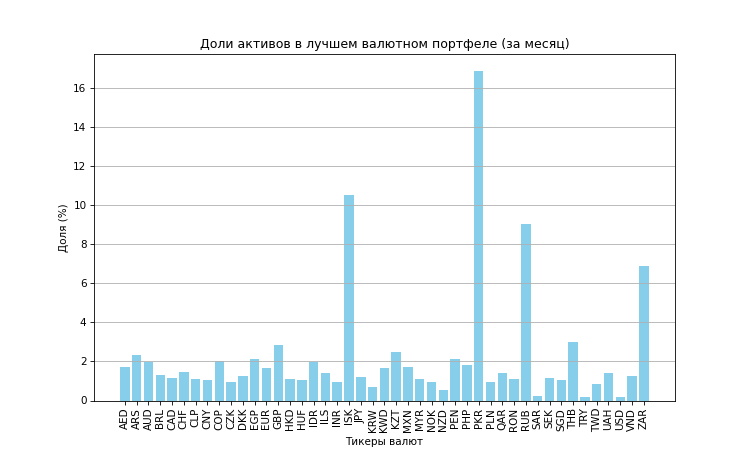 Доли активов в лучшем валютном портфеле (за месяц)
Доля (%)
16
14
12
10
8
6
4
2
0
AED ARS AUD BRL CAD CHF CLP CNY COP CZK DKK EGP EUR GBP HKD HUF IDR ILS INR ISK JPY KRW KWD KZT MXN MYR NOK NZD PEN PHP PKR PLN QAR RON RUB SAR SEK SGD THB TRY TWD UAH USD VND ZAR
Тикеры валют